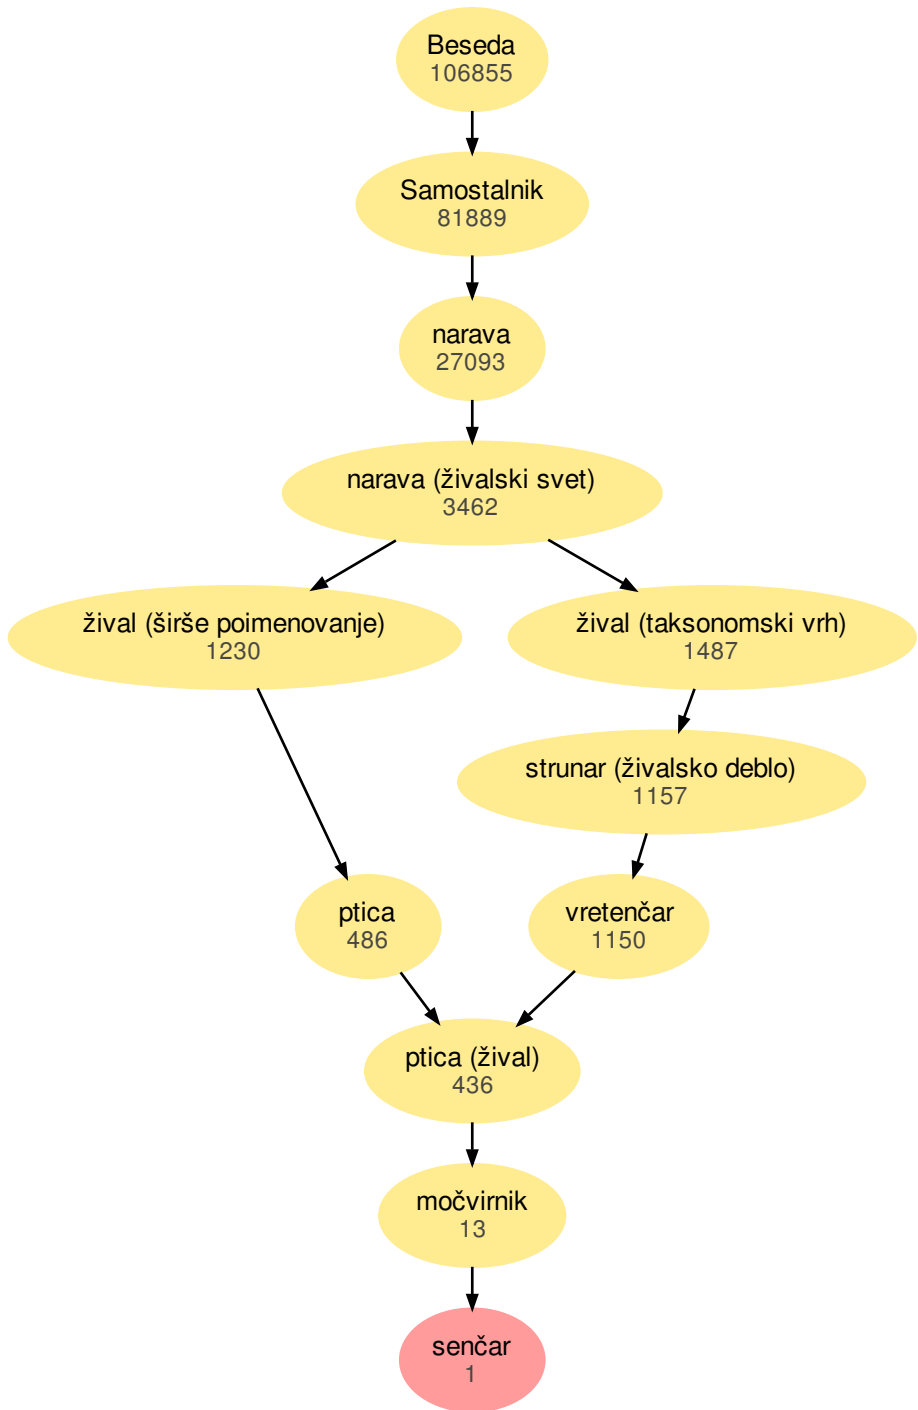 Beseda
106855
Samostalnik
81889
narava
27093
narava (živalski svet)
3462
žival (širše poimenovanje)
1230
žival (taksonomski vrh)
1487
strunar (živalsko deblo)
1157
ptica
486
vretenčar
1150
ptica (žival)
436
močvirnik
13
senčar
1